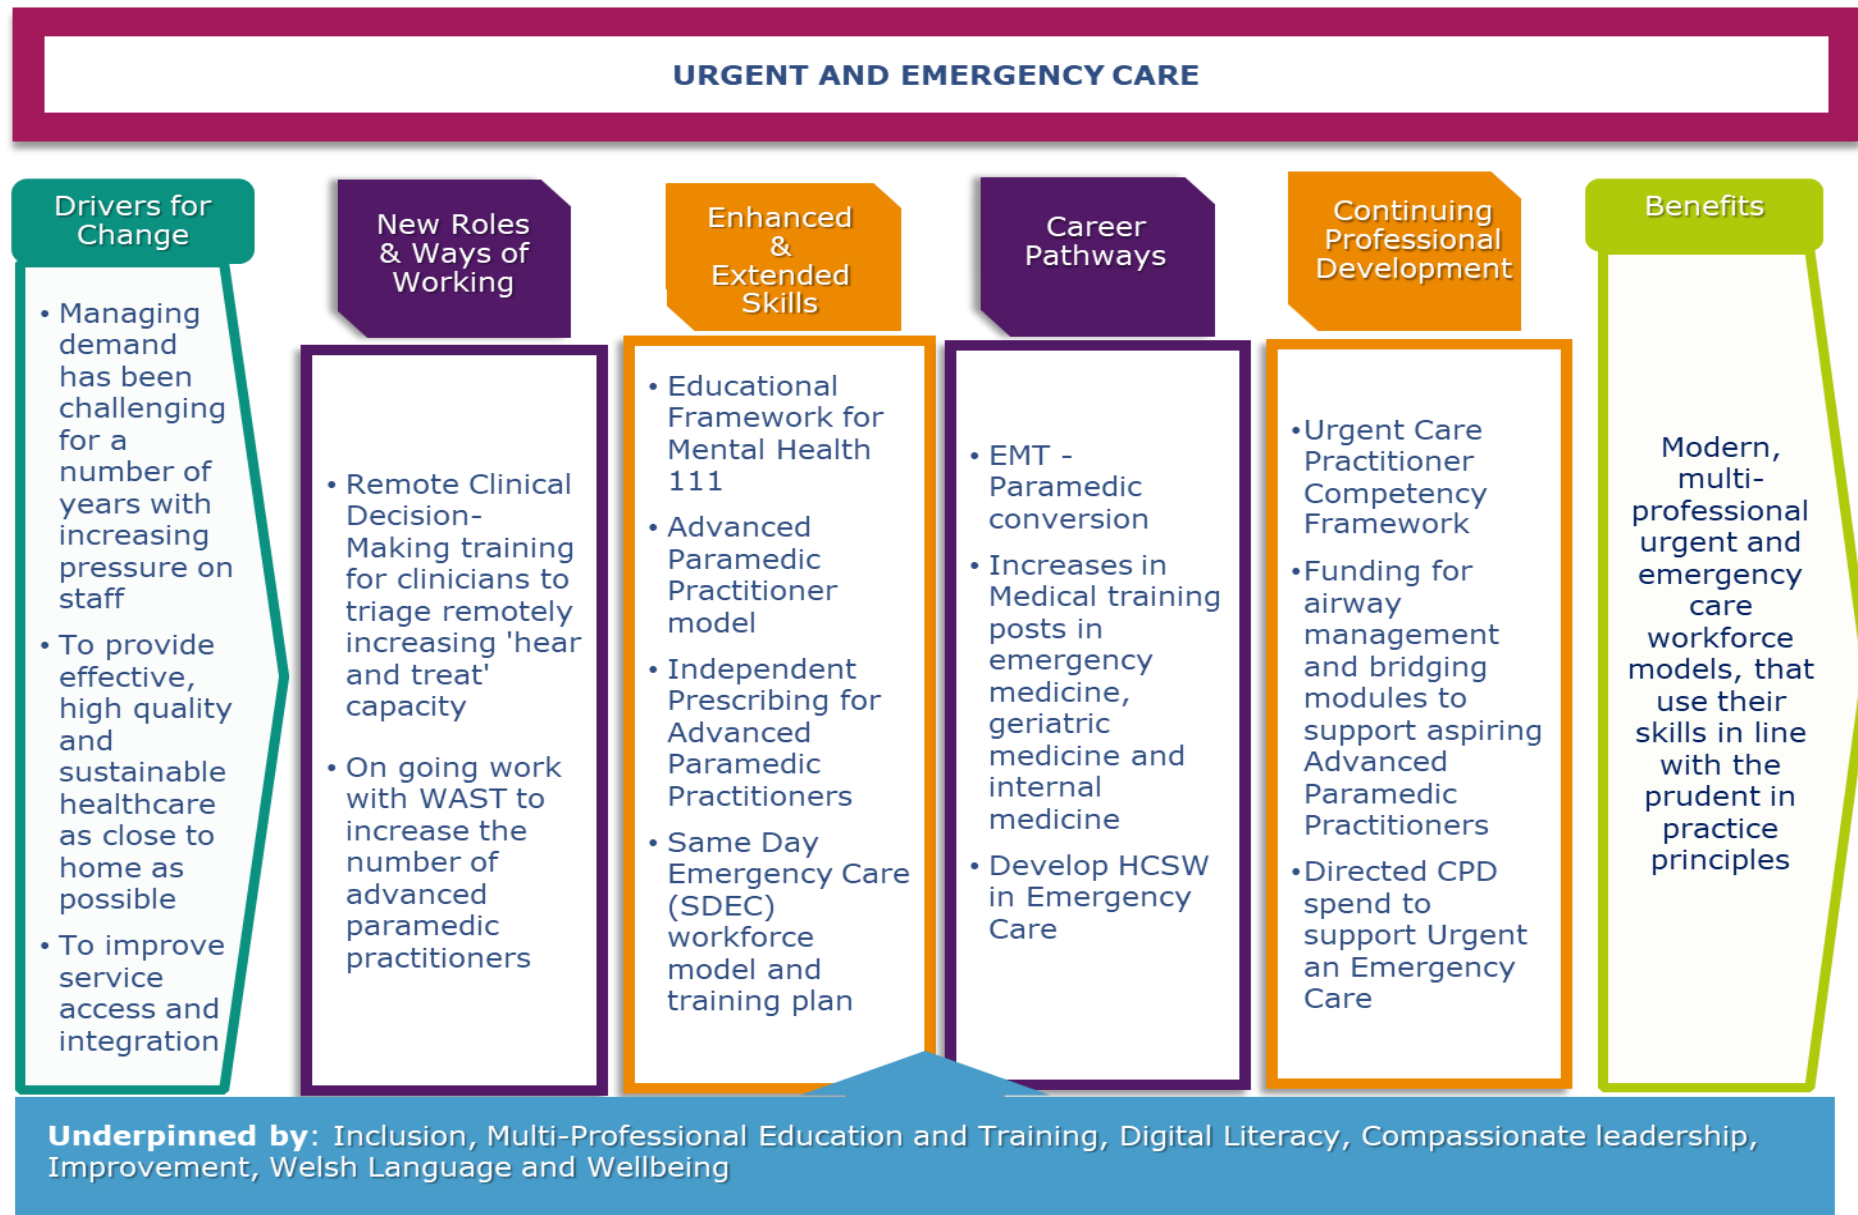 URGENT AND EMERGENCY CARE
Drivers for
Change
• Managing
demand
has been
challenging
for a
number of
years with
increasing
pressure on
staff
• To provide
effective,
high quality
and
sustainable
healthcare
as close to
home as
possible
• To improve
service
access and
integration
New Roles
& Ways of
Working
• Remote Clinical
Decision-
Making training
for clinicians to
triage remotely
increasing 'hear
and treat'
capacity
• On going work
with WAST to
increase the
number of
advanced
paramedic
practitioners
Enhanced
&
Extended
Skills
• Educational
Framework for
Mental Health
111
• Advanced
Paramedic
Practitioner
model
• Independent
Prescribing for
Advanced
Paramedic
Practitioners
• Same Day
Emergency Care
(SDEC)
workforce
model and
training plan
Career
Pathways
• EMT -
Paramedic
conversion
• Increases in
Medical training
posts in
emergency
medicine,
geriatric
medicine and
internal
medicine
• Develop HCSW
in Emergency
Care
Continuing
Professional
Development
•Urgent Care
Practitioner
Competency
Framework
•Funding for
airway
management
and bridging
modules to
support aspiring
Advanced
Paramedic
Practitioners
•Directed CPD
spend to
support Urgent
an Emergency
Care
Benefits
Modern,
multi-
professional
urgent and
emergency
care
workforce
models, that
use their
skills in line
with the
prudent in
practice
principles
Underpinned by: Inclusion, Multi-Professional Education and Training, Digital Literacy, Compassionate leadership,
Improvement, Welsh Language and Wellbeing